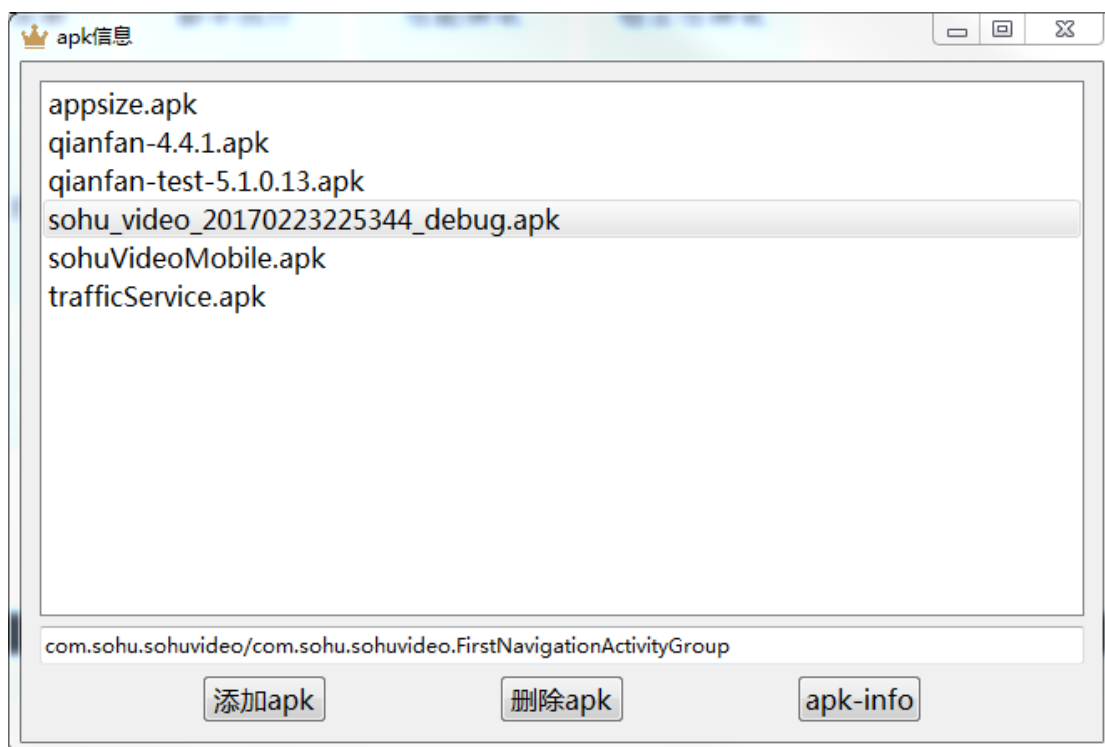 apk信息
appsize.apk
qianfan-4.4.1.apk
qianfan-test-5.1.0.13.apk
sohu_video_20170223225344_debug.apk
sohuVideoMobile.apk
trafficService.apk
com.sohu.sohuvideo/com.sohu.sohuvideo.FirstNavigationActivityGroup
添加apk 删除apk apk-info